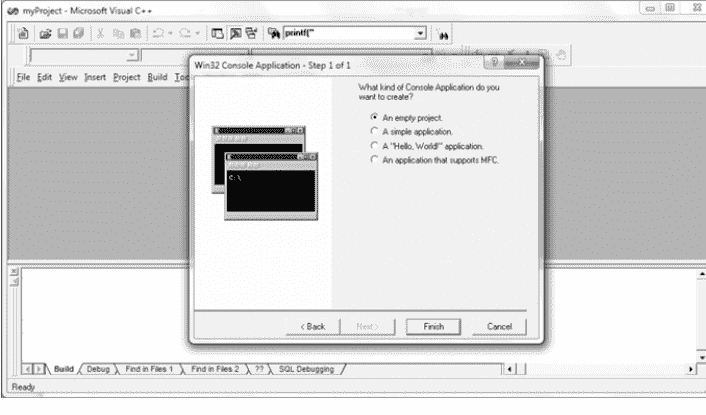 myProject - Microsoft Visual C++
printf("
File Edit View Insert Project Build
Win32 Console Application - Step 1 of 1
What kind of Console Application do you
want to create?
An empty project.
A simple application.
A "Hello, World!" application.
An application that supports MFC.
C:\
< Back Next > Finish Cancel
Build Debug Find in Files 1 Find in Files 2 ?? SQL Debugging
Ready